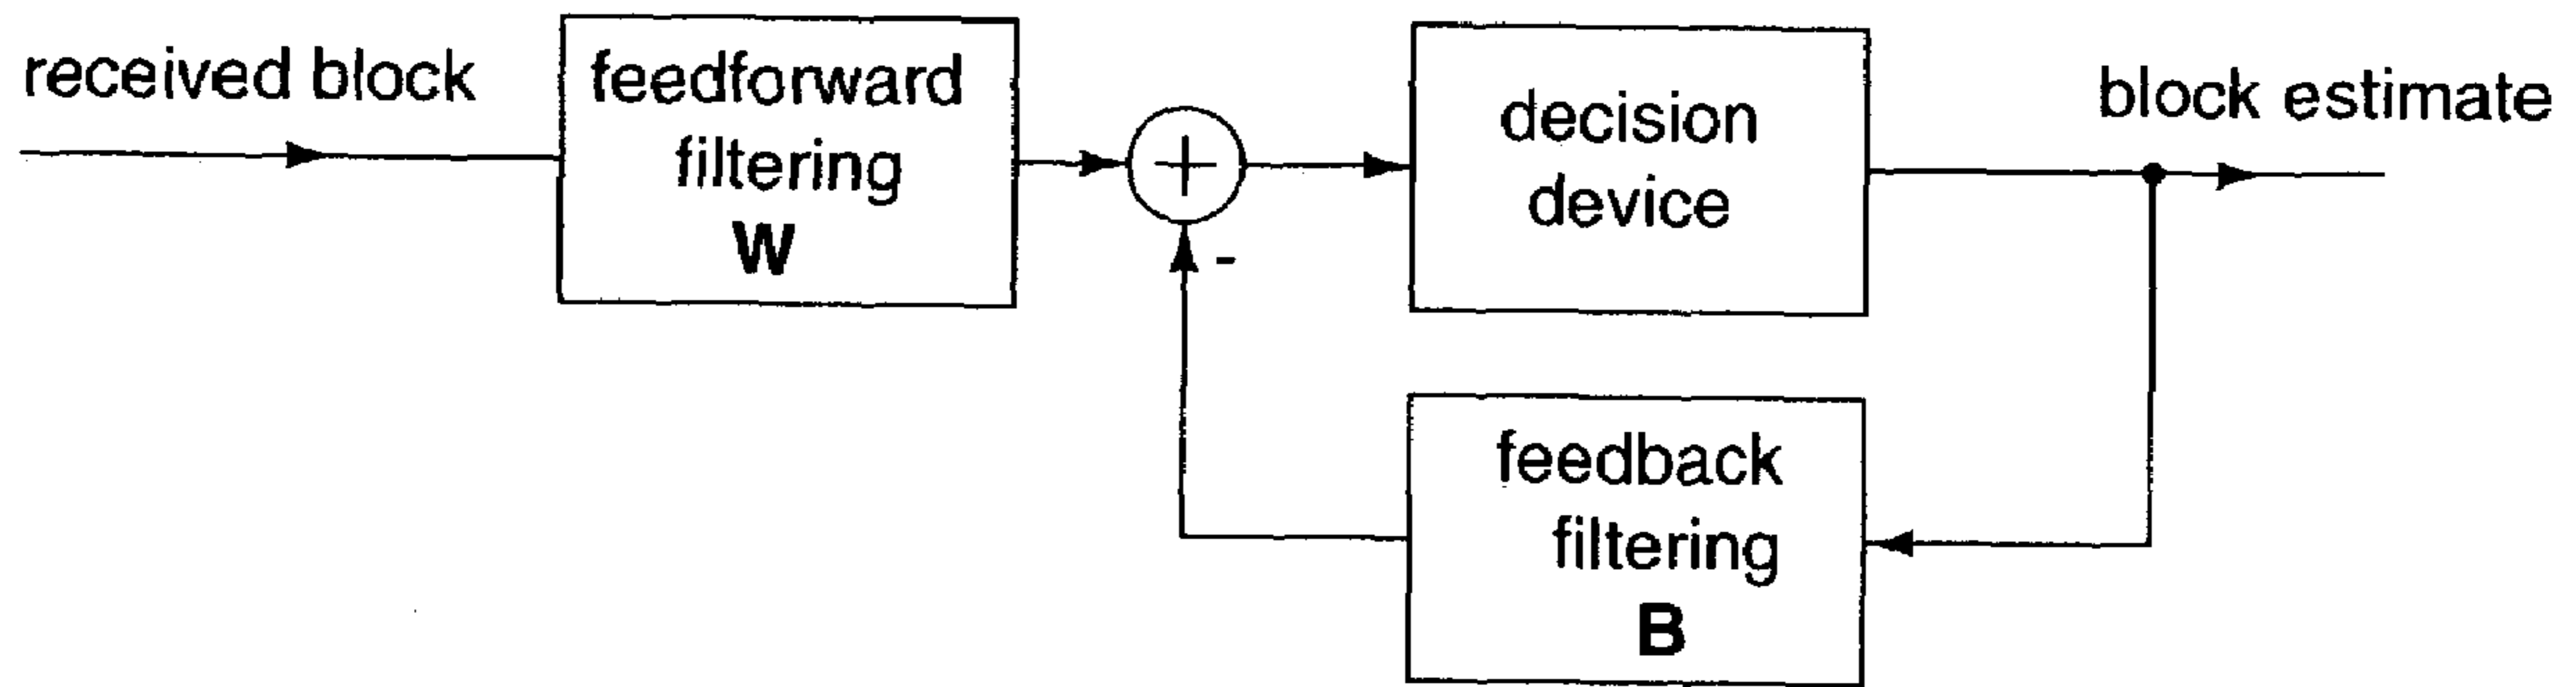 received block
feedforward
filtering
W
+
-
decision
device
block estimate
feedback
filtering
B